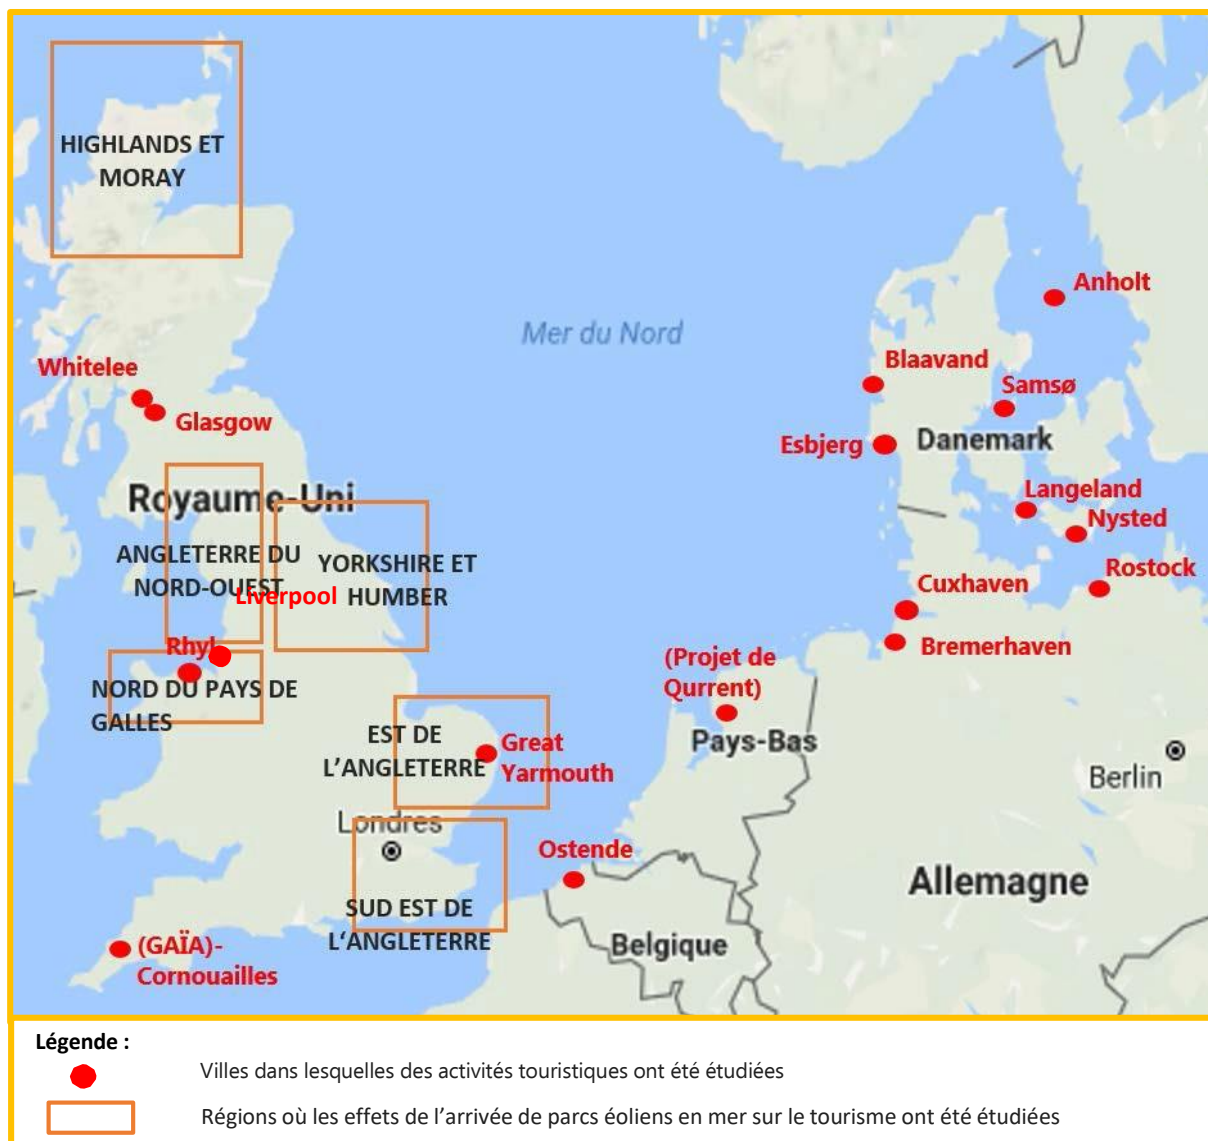 HIGHLANDS ET
MORAY
Anholt
Mer du Nord
Whitelee
Blaavand
Samsø
Glasgow
Esbjerg
Danemark
Royaume-Uni
Langeland
Nysted
ANGLETERRE DU
NORD-OUEST
YORKSHIRE ET
HUMBER
Liverpool
Cuxhaven
Rostock
Rhyl
Bremerhaven
(Projet de
Qurrent)
NORD DU PAYS DE
GALLES
EST DE
L'ANGLETERRE
Great
Yarmouth
Pays-Bas
Berlin
Londres
Ostende
Allemagne
SUD EST DE
L'ANGLETERRE
(GAÏA)-
Cornouailles
Belgique
Légende :
Villes dans lesquelles des activités touristiques ont été étudiées
Régions où les effets de l'arrivée de parcs éoliens en mer sur le tourisme ont été étudiées